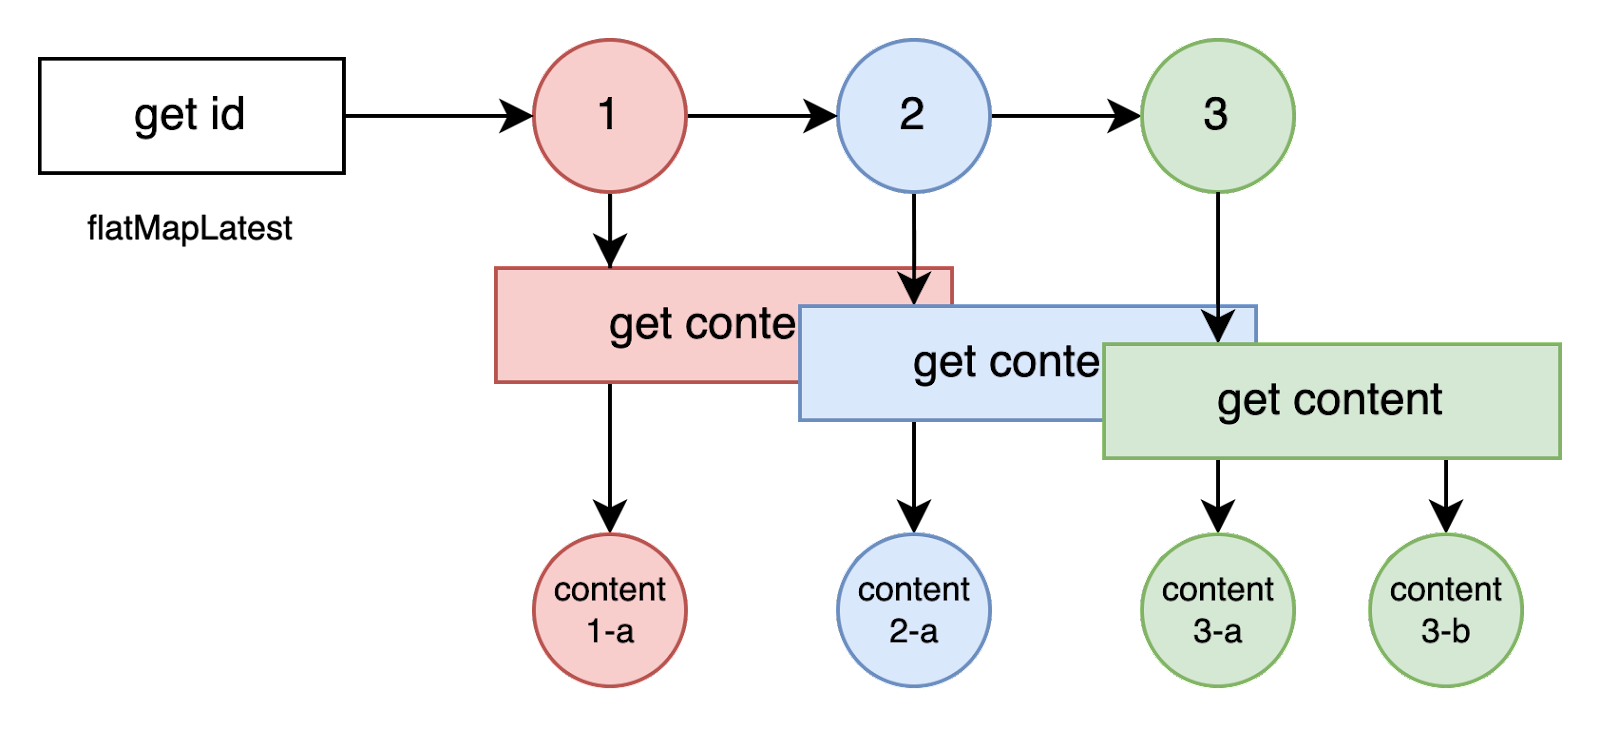 get id
1
2
3
flatMapLatest
get conte
get conte
get content
content
1-a
content
2-a
content
3-a
content
3-b